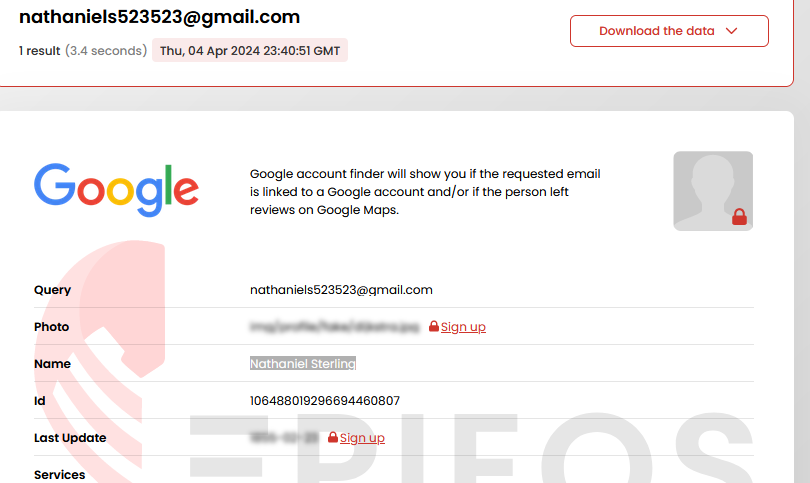 nathaniels523523@gmail.com
1 result (3.4 seconds) Thu, 04 Apr 2024 23:40:51 GMT
Download the data
Google
Google account finder will show you if the requested email
is linked to a Google account and/or if the person left
reviews on Google Maps.
Query nathaniels523523@gmail.com
Photo Sign up
Name Nathaniel Sterling
Id 106488019296694460807
Last Update Sign up
EPIEOS
Services